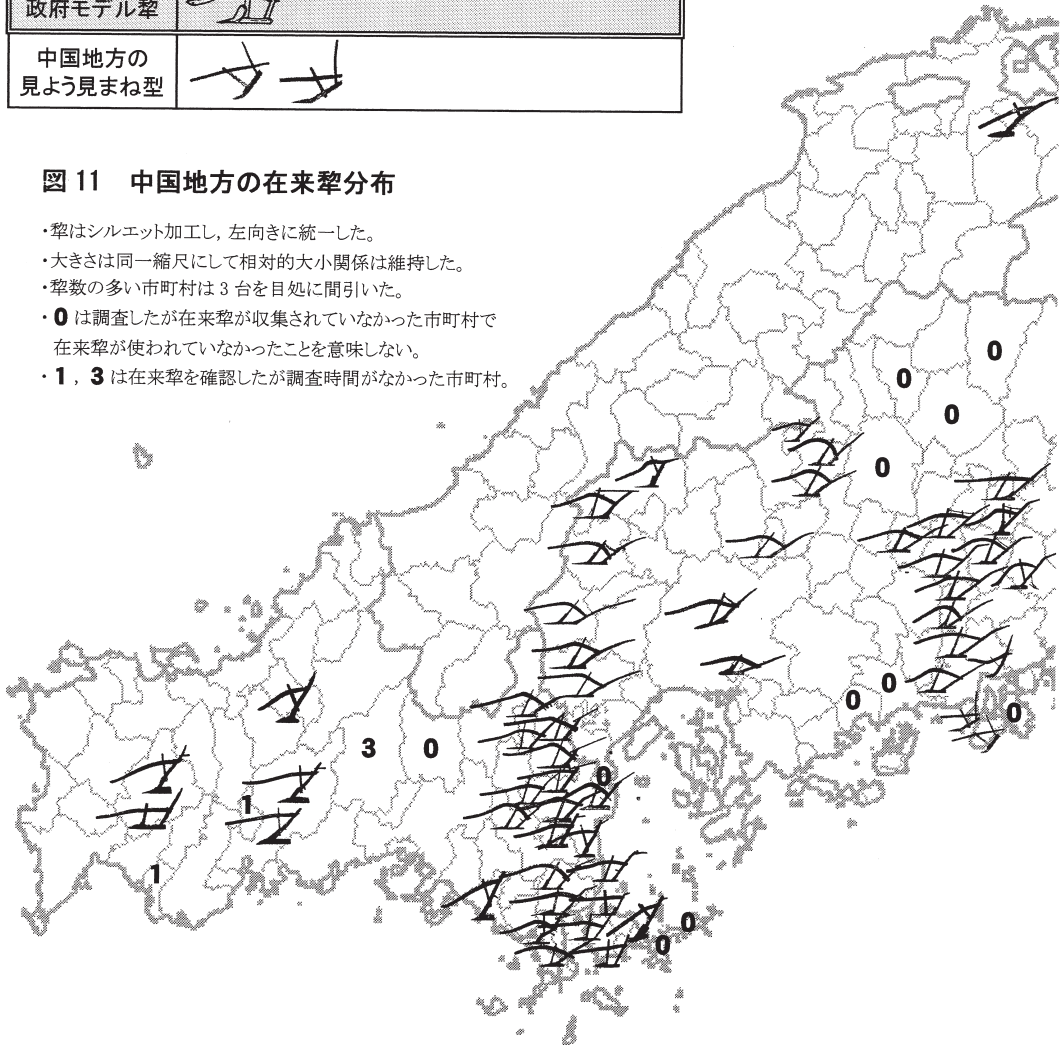 政府モデル犂
中国地方の
見よう見まね型
図 11　中国地方の在来犂分布
・犂はシルエット加工し，左向きに統一した。
・大きさは同一縮尺にして相対的大小関係は維持した。
・犂数の多い市町村は 3 台を目処に間引いた。
・0 は調査したが在来犂が収集されていなかった市町村で
在来犂が使われていなかったことを意味しない。
・1 , 3 は在来犂を確認したが調査時間がなかった市町村。
0
0
0
0
0
0
0
3
0
0
1
1
0
0